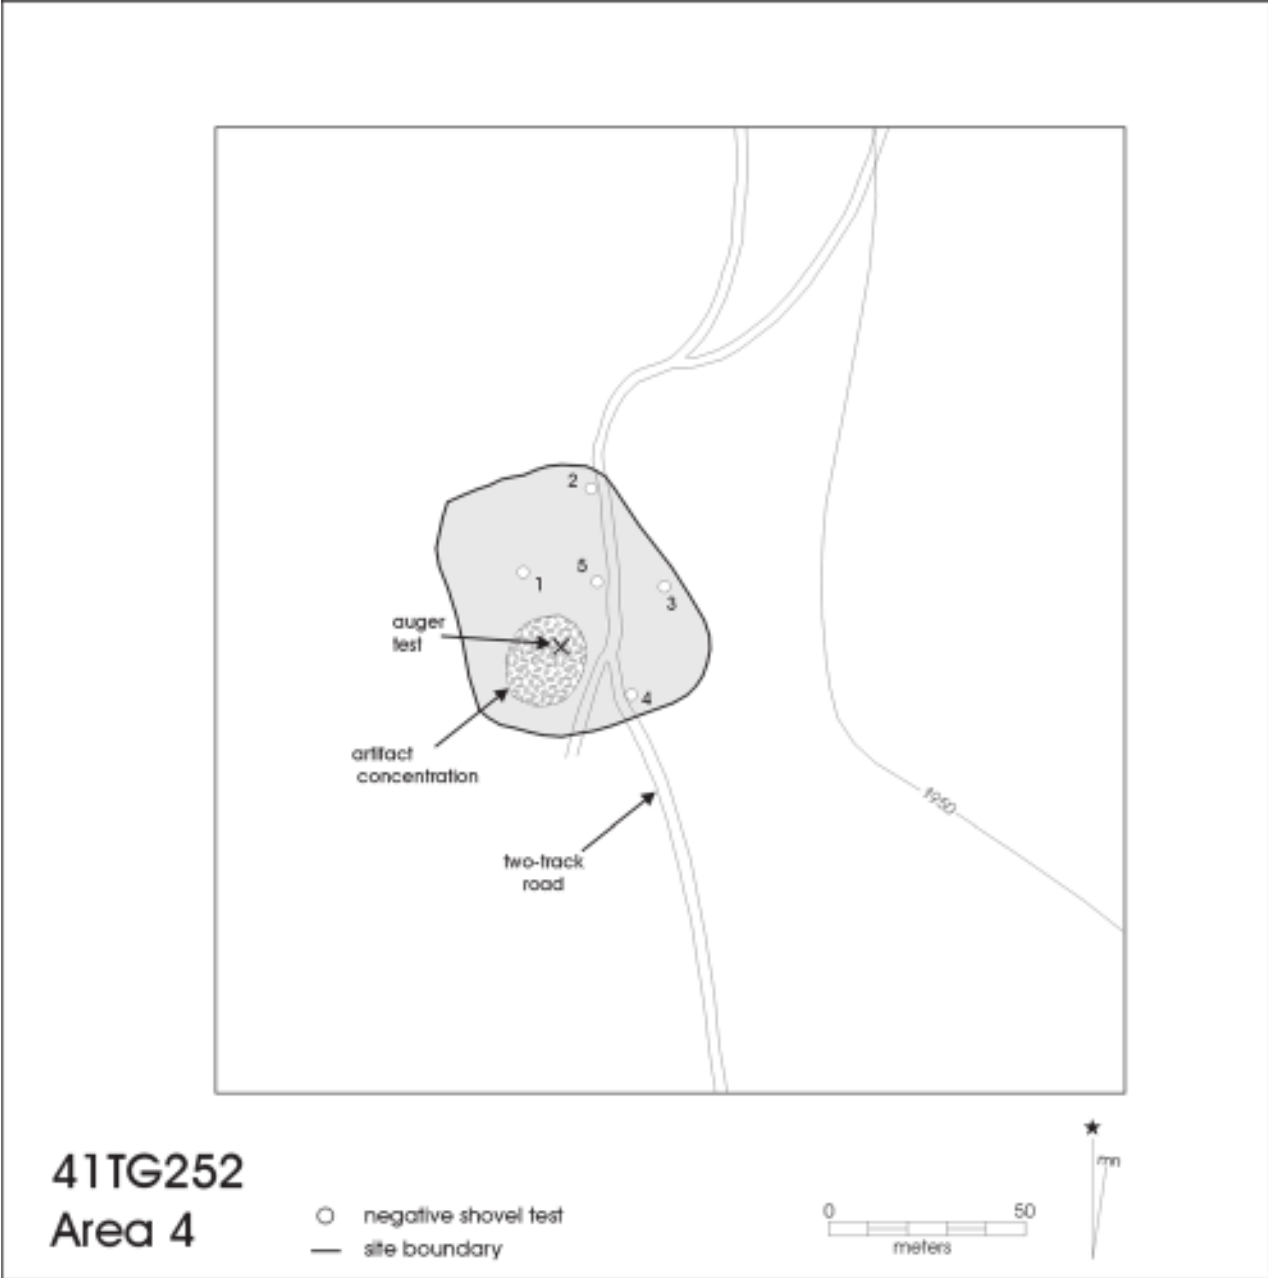 2
5
1
3
auger
test
4
artifact
concentration
1950
two-track
road
41TG252
Area 4
negative shovel test
site boundary
0 50
meters
mn